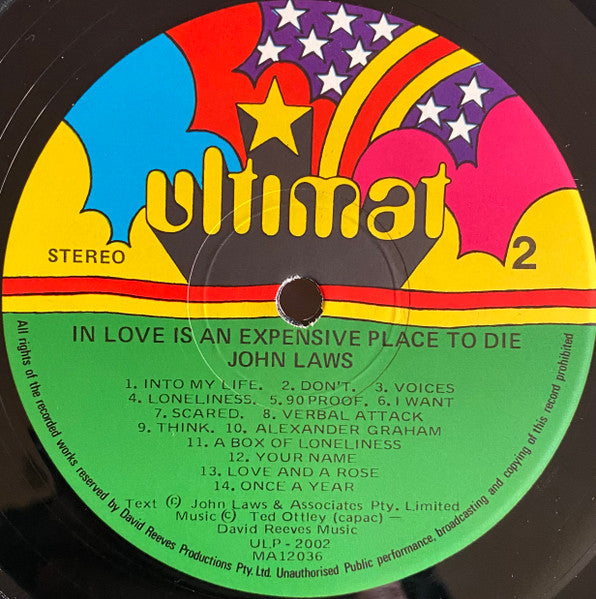 ultimat
STEREO
2
IN LOVE IS AN EXPENSIVE PLACE TO DIE
JOHN LAWS
1. INTO MY LIFE. 2. DON'T. 3. VOICES
4. LONELINESS. 5. 90 PROOF. 6. I WANT
7. SCARED. 8. VERBAL ATTACK
9. THINK. 10. ALEXANDER GRAHAM
11. A BOX OF LONELINESS
12. YOUR NAME
13. LOVE AND A ROSE
14. ONCE A YEAR
Text © John Laws & Associates Pty. Limited
Music © Ted Ottley (capac) —
David Reeves Music
ULP - 2002
MA12036
All rights of the recorded works reserved by David Reeves Productions Pty. Ltd. Unauthorised Public performance, broadcasting and copying of this record prohibited